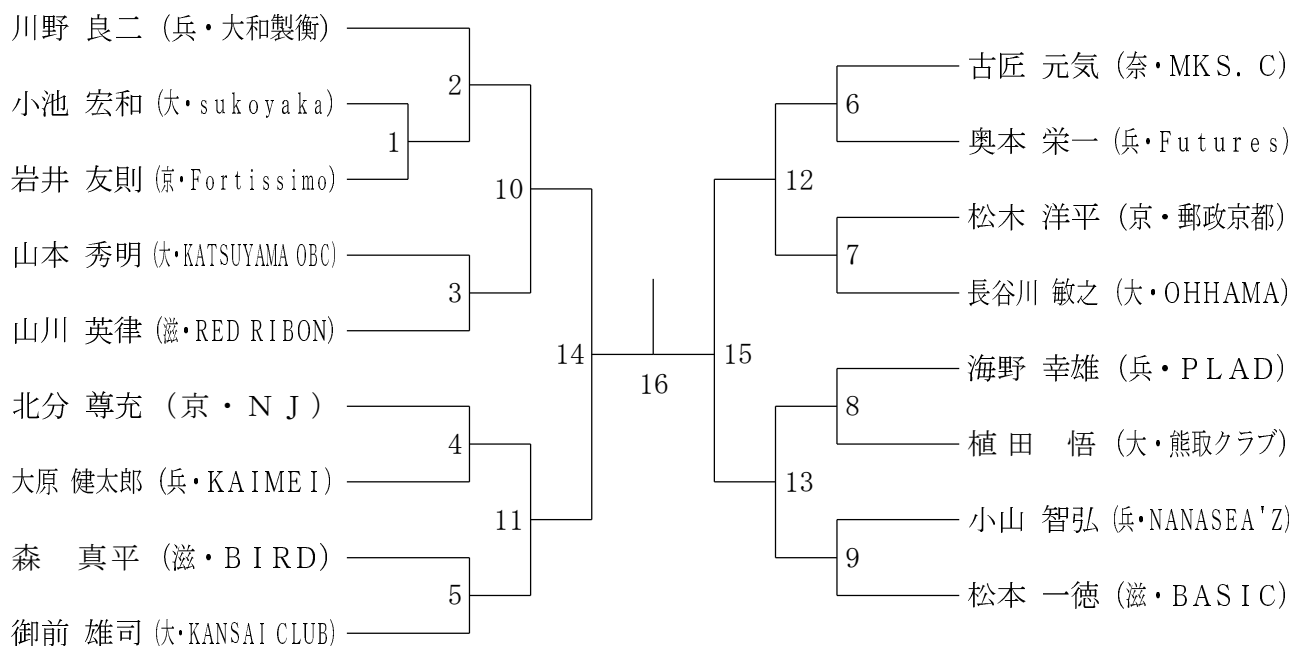 川野 良二 (兵・大和製衡)
小池 宏和 (大・sukoyaka)
岩井 友則 (京・Fortissimo)
山本 秀明 (大・KATSUYAMA OBC)
山川 英律 (滋・RED RIBON)
北分 尊充 (京・ＮＪ)
大原 健太郎 (兵・KAIMEI)
森 真平 (滋・ＢＩＲＤ)
御前 雄司 (大・KANSAI CLUB)
2
1
10
3
14
4
11
5
16
古匠 元気 (奈・MKS. C)
奥本 栄一 (兵・Futures)
松木 洋平 (京・郵政京都)
長谷川 敏之 (大・OHHAMA)
海野 幸雄 (兵・ＰＬＡＤ)
植田 悟 (大・熊取クラブ)
小山 智弘 (兵・NANASEA'Z)
松本 一徳 (滋・BASIC)
6
12
7
15
8
13
9